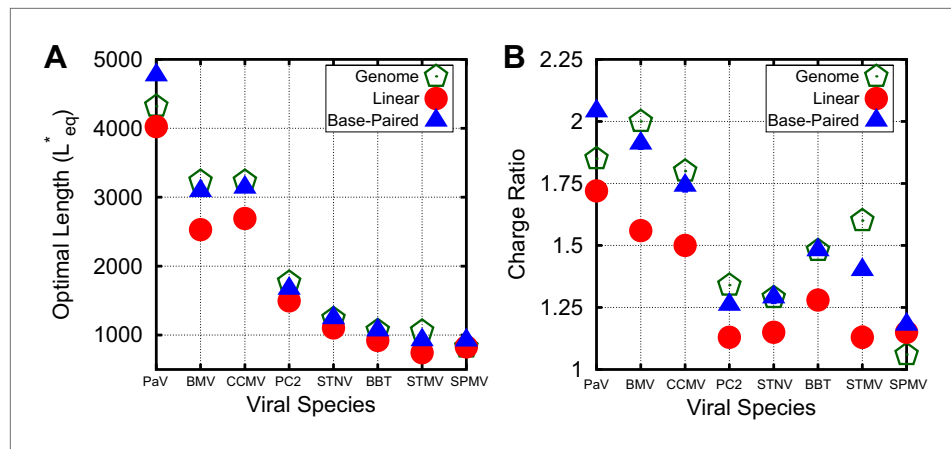 A
5000
4000
3000
2000
1000
Optimal Length (L*eq)
Genome
Linear
Base-Paired
PaV BMV CCMV PC2 STNV BBT STMV SPMV
Viral Species
B
2.25
2
1.75
1.5
1.25
1
Charge Ratio
Genome
Linear
Base-Paired
PaV BMV CCMV PC2 STNV BBT STMV SPMV
Viral Species